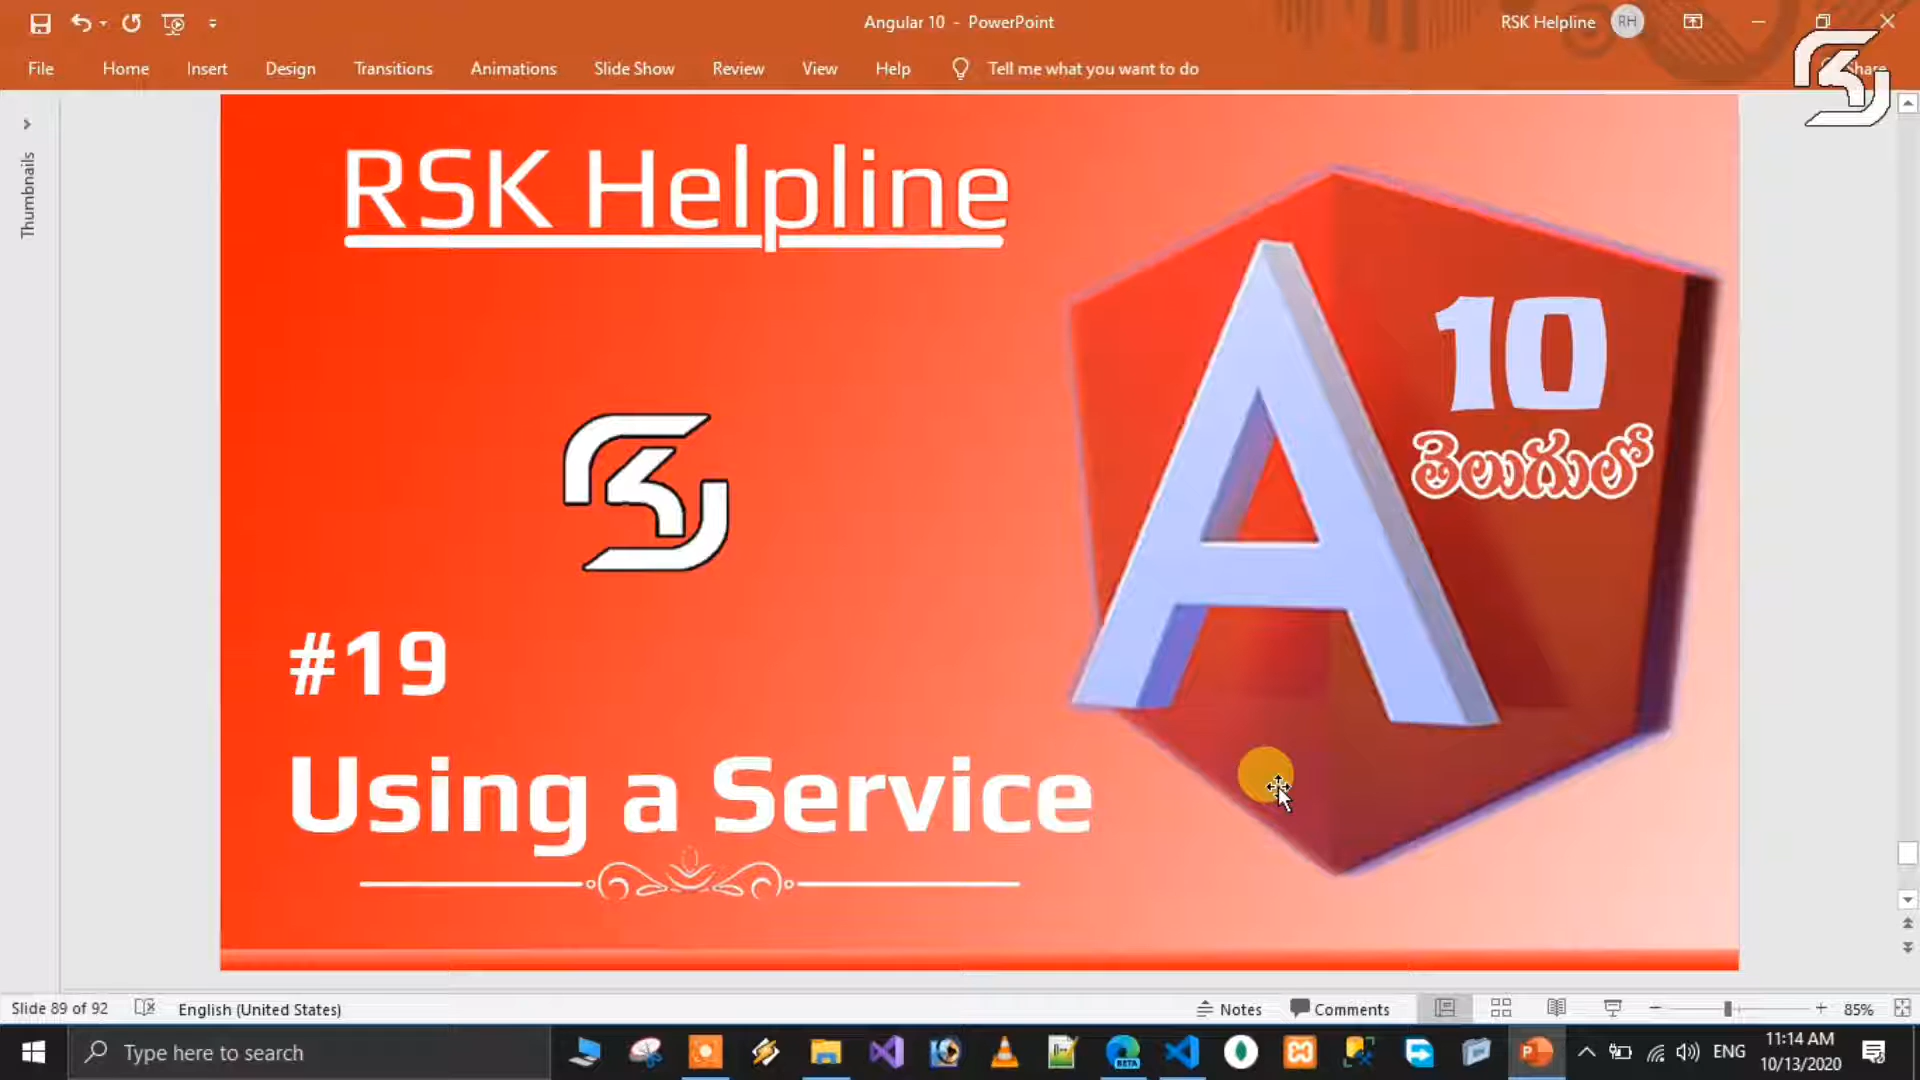 Angular 10 - PowerPoint
RSK Helpline
RH
File
Home
Insert
Design
Transitions
Animations
Slide Show
Review
View
Help
Tell me what you want to do
Share
Thumbnails
RSK Helpline
A
10
తెలుగులో
#19
Using a Service
Slide 89 of 92
English (United States)
Notes
Comments
85%
Type here to search
BETA
ENG
11:14 AM
10/13/2020